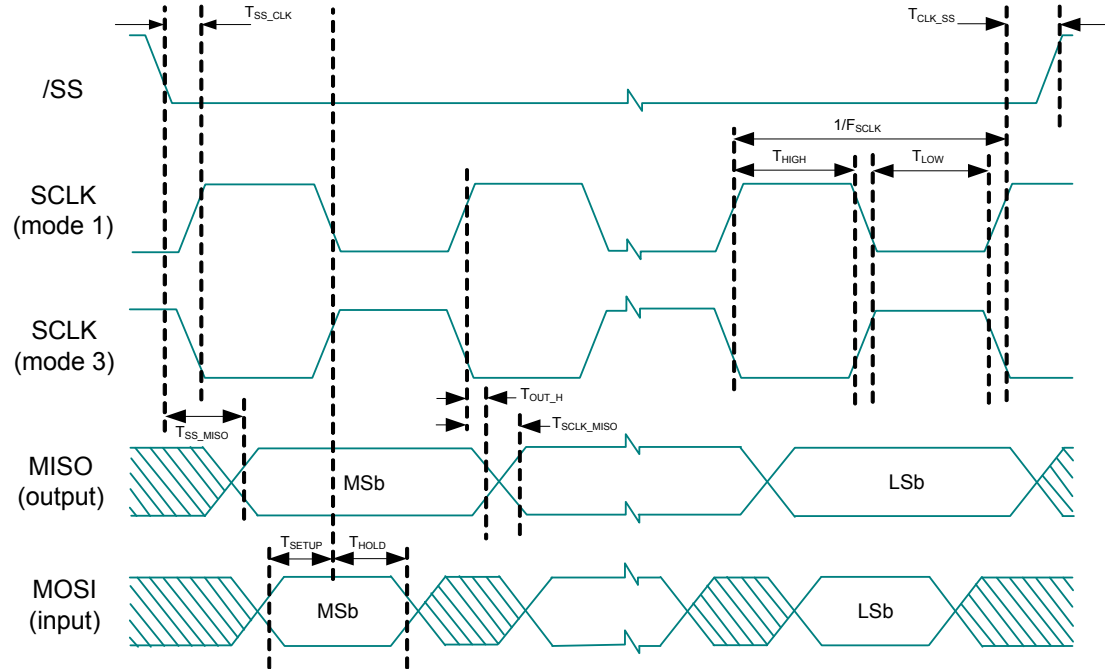 T_SS_CLK
T_CLK_SS
/SS
1/F_SCLK
T_HIGH
T_LOW
SCLK
(mode 1)
SCLK
(mode 3)
T_OUT_H
T_SCLK_MISO
T_SS_MISO
MISO
(output)
MSb
LSb
T_SETUP
T_HOLD
MOSI
(input)
MSb
LSb